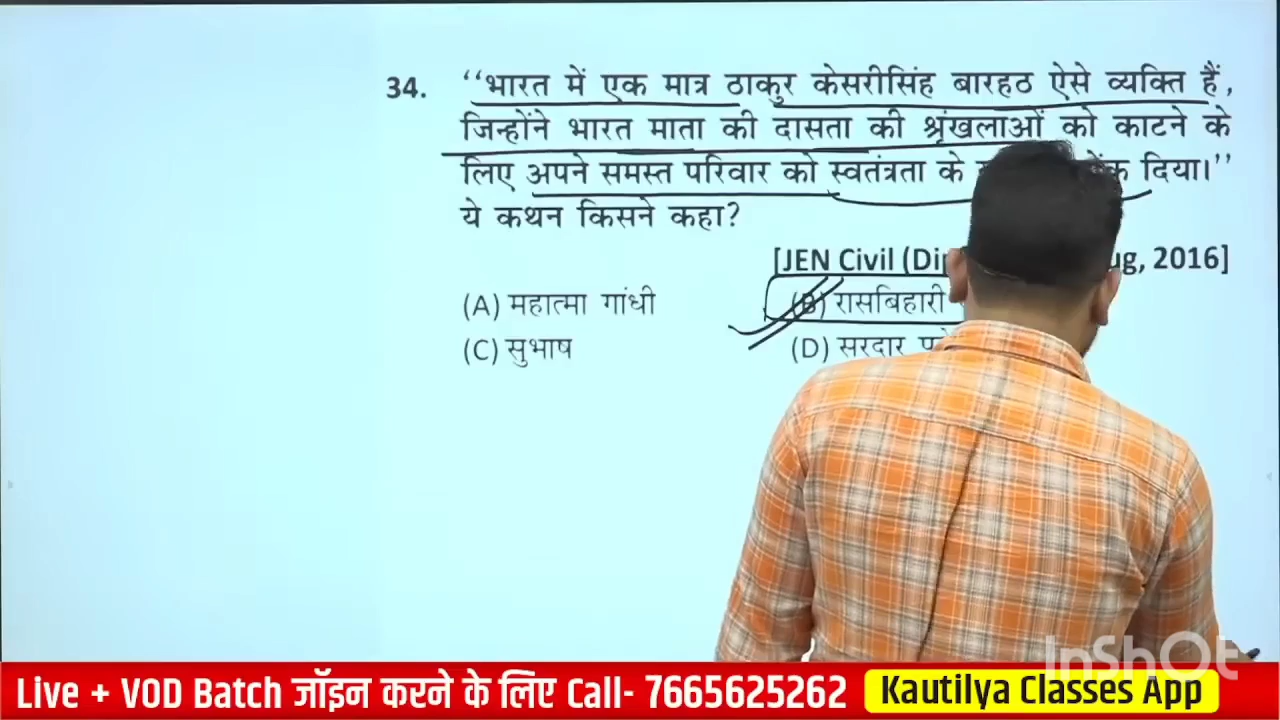 34. ‘‘भारत में एक मात्र ठाकुर केसरीसिंह बारहठ ऐसे व्यक्ति हैं,
जिन्होंने भारत माता की दासता की श्रृंखलाओं को काटने के
लिए अपने समस्त परिवार को स्वतंत्रता के दिया।’’
ये कथन किसने कहा?
[JEN Civil 2016]
(A) महात्मा गांधी (B) रासबिहारी
(C) सुभाष (D) सरदार
InShOt
Live + VOD Batch जॉइन करने के लिए Call- 7665625262 Kautilya Classes App